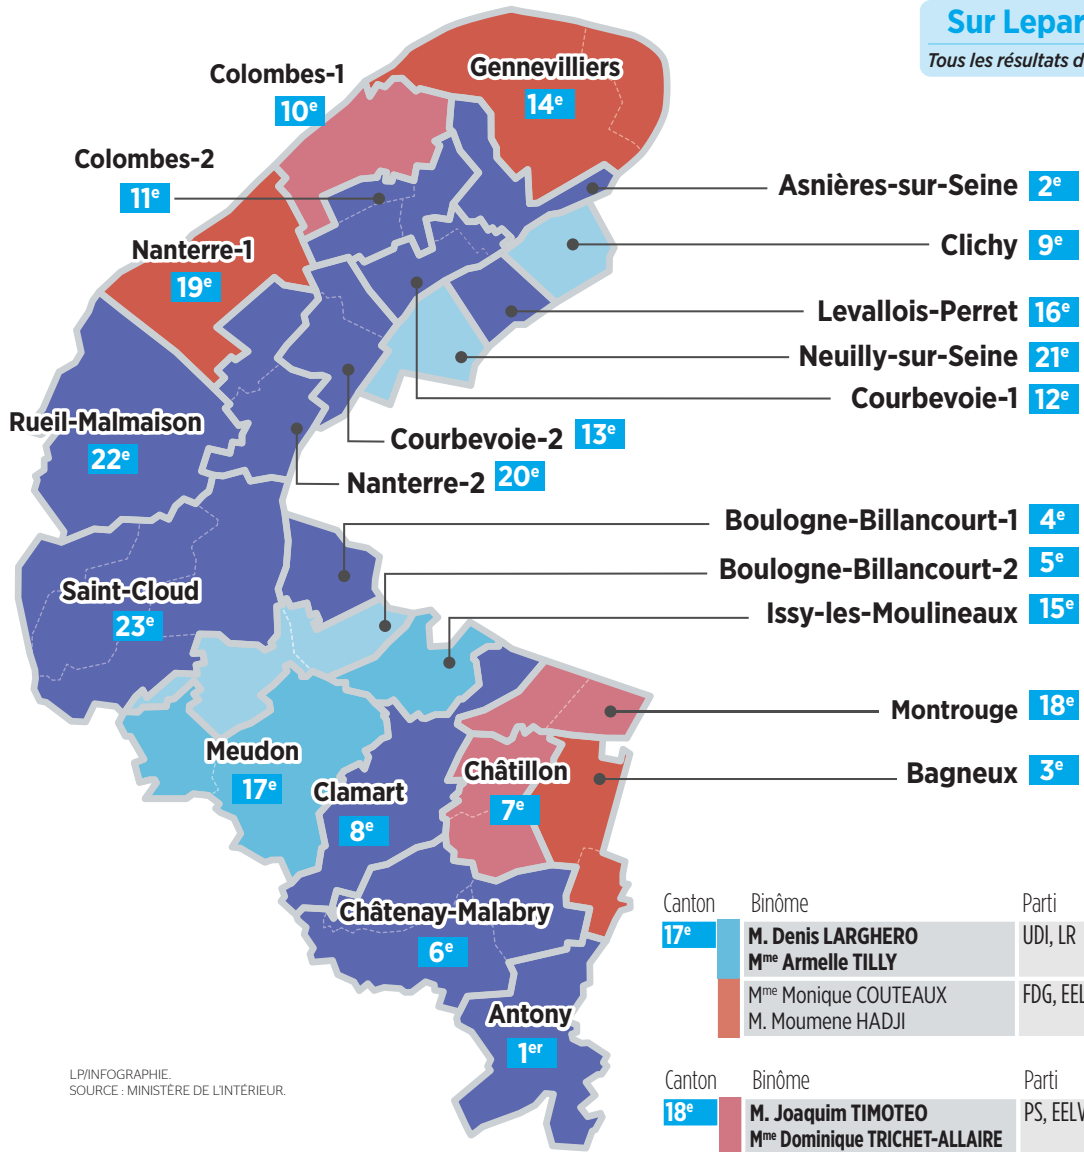 Sur Lepar
Tous les résultats d
Colombes-1
10e
Gennevilliers
14e
Colombes-2
11e
Asnières-sur-Seine 2e
Nanterre-1
19e
Clichy 9e
Levallois-Perret 16e
Neuilly-sur-Seine 21e
Courbevoie-1 12e
Rueil-Malmaison
22e
Courbevoie-2 13e
Nanterre-2 20e
Boulogne-Billancourt-1 4e
Boulogne-Billancourt-2 5e
Saint-Cloud
23e
Issy-les-Moulineaux 15e
Montrouge 18e
Meudon
17e
Châtillon
7e
Bagneux 3e
Clamart
8e
Châtenay-Malabry
6e
Antony
1er
Canton Binôme Parti
17e M. Denis LARGHERO UDI, LR
Mme Armelle TILLY
Mme Monique COUTEAUX FDG, EEL
M. Moumene HADJI
Canton Binôme Parti
18e M. Joaquim TIMOTEO PS, EELV
Mme Dominique TRICHET-ALLAIRE
LP/INFOGRAPHIE.
SOURCE : MINISTÈRE DE L'INTÉRIEUR.